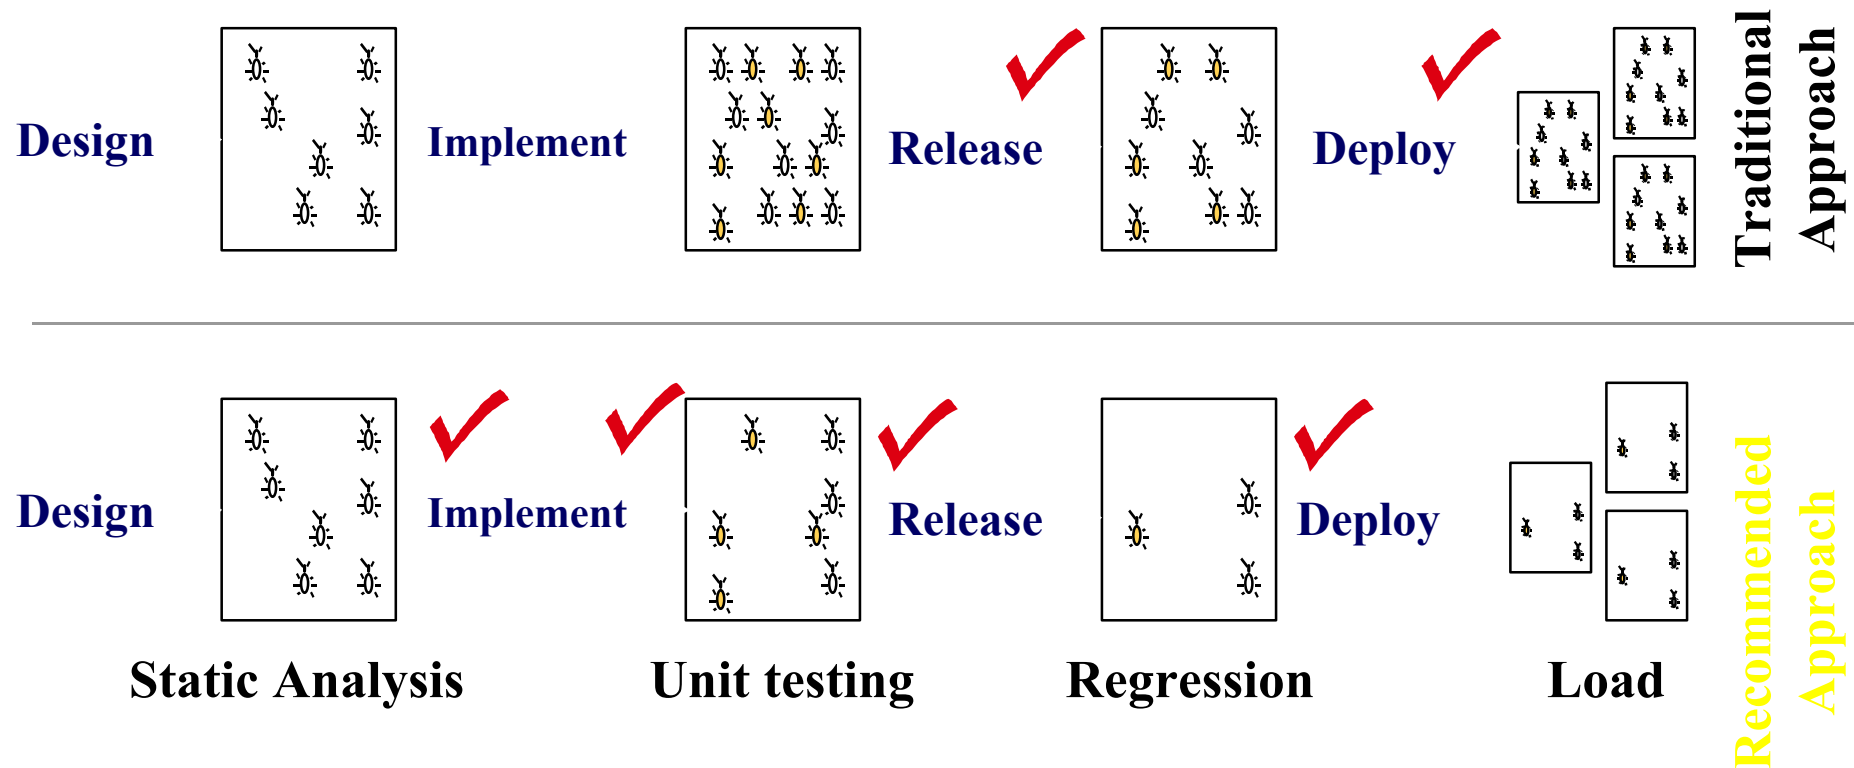 Design
Implement
Release
Deploy
Traditional
Approach
Design
Implement
Release
Deploy
Recommended
Approach
Static Analysis
Unit testing
Regression
Load